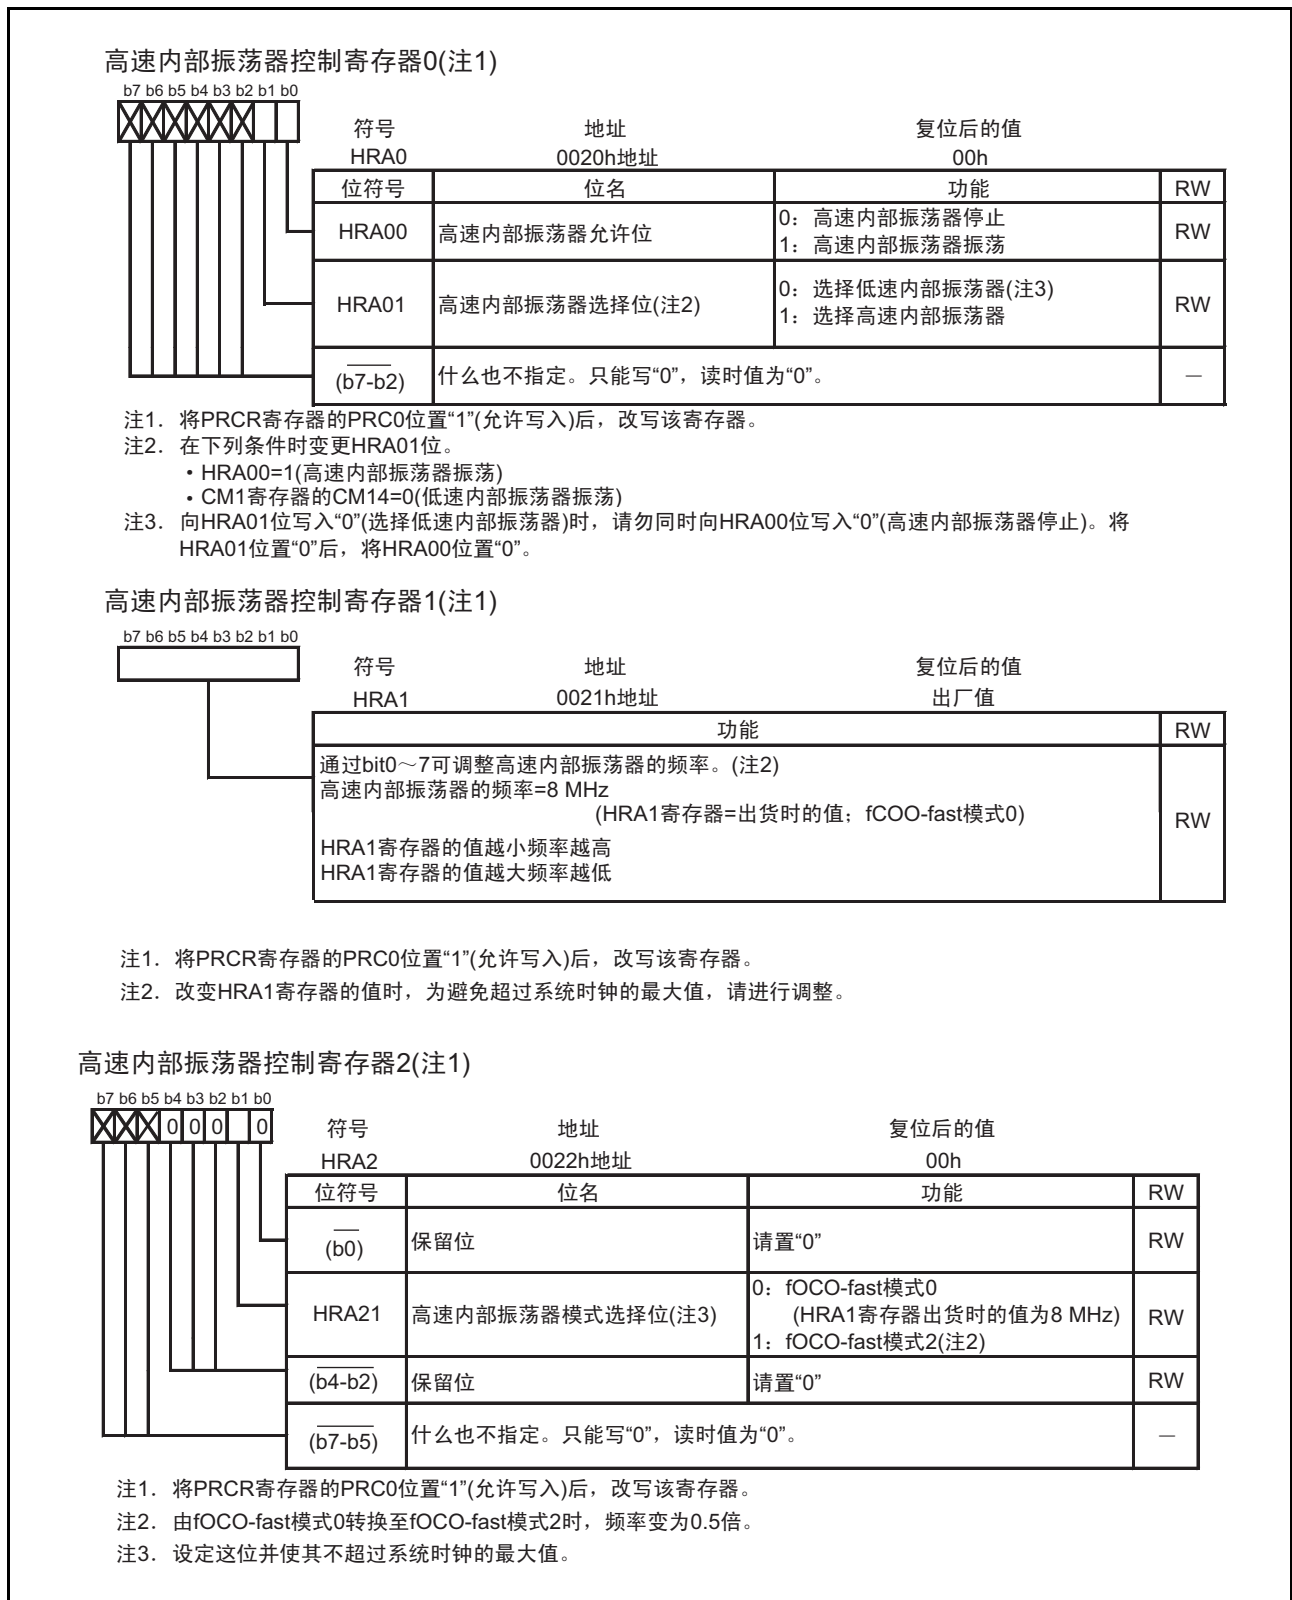 高速内部振荡器控制寄存器0(注1)
b7 b6 b5 b4 b3 b2 b1 b0
符号 地址 复位后的值
HRA0 0020h地址 00h
位符号 位名 功能 RW
HRA00 高速内部振荡器允许位 0：高速内部振荡器停止 RW
1：高速内部振荡器振荡
HRA01 高速内部振荡器选择位(注2) 0：选择低速内部振荡器(注3) RW
1：选择高速内部振荡器
(b7-b2) 什么也不指定。只能写“0”，读时值为“0”。 —
注1. 将PRCR寄存器的PRC0位置“1”(允许写入)后，改写该寄存器。
注2. 在下列条件时变更HRA01位。
• HRA00=1(高速内部振荡器振荡)
• CM1寄存器的CM14=0(低速内部振荡器振荡)
注3. 向HRA01位写入“0”(选择低速内部振荡器)时，请勿同时向HRA00位写入“0”(高速内部振荡器停止)。将
HRA01位置“0”后，将HRA00位置“0”。
高速内部振荡器控制寄存器1(注1)
b7 b6 b5 b4 b3 b2 b1 b0
符号 地址 复位后的值
HRA1 0021h地址 出厂值
功能 RW
通过bit0～7可调整高速内部振荡器的频率。(注2)
高速内部振荡器的频率=8 MHz
(HRA1寄存器=出货时的值；fCOO-fast模式0)
RW
HRA1寄存器的值越小频率越高
HRA1寄存器的值越大频率越低
注1. 将PRCR寄存器的PRC0位置“1”(允许写入)后，改写该寄存器。
注2. 改变HRA1寄存器的值时，为避免超过系统时钟的最大值，请进行调整。
高速内部振荡器控制寄存器2(注1)
b7 b6 b5 b4 b3 b2 b1 b0
0 0 0 0
符号 地址 复位后的值
HRA2 0022h地址 00h
位符号 位名 功能 RW
(b0) 保留位 请置“0” RW
HRA21 高速内部振荡器模式选择位(注3) 0：fOCO-fast模式0 RW
(HRA1寄存器出货时的值为8 MHz)
1：fOCO-fast模式2(注2)
(b4-b2) 保留位 请置“0” RW
(b7-b5) 什么也不指定。只能写“0”，读时值为“0”。 —
注1. 将PRCR寄存器的PRC0位置“1”(允许写入)后，改写该寄存器。
注2. 由fOCO-fast模式0转换至fOCO-fast模式2时，频率变为0.5倍。
注3. 设定这位并使其不超过系统时钟的最大值。